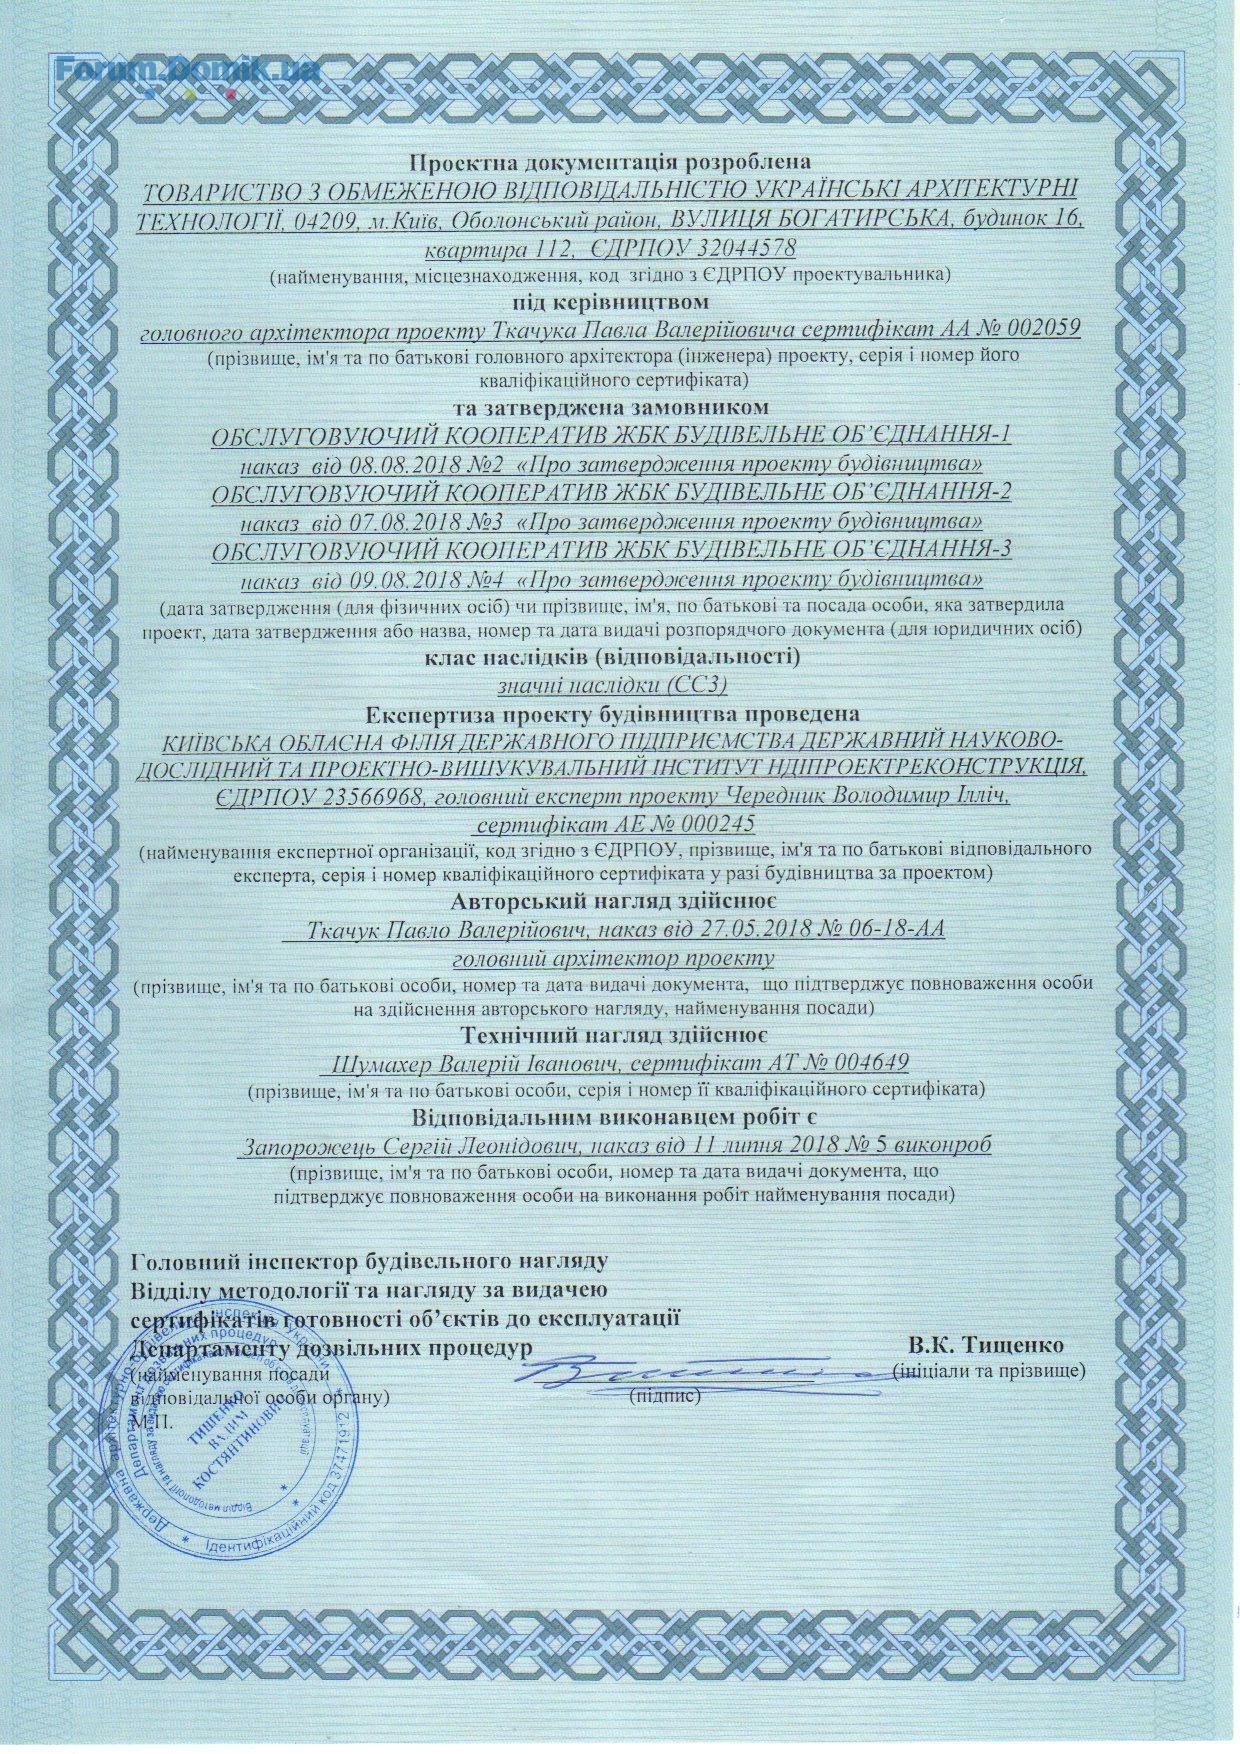 Forum.Domik.ua
Проектна документація розроблена
ТОВАРИСТВО З ОБМЕЖЕНОЮ ВІДПОВІДАЛЬНІСТЮ УКРАЇНСЬКІ АРХІТЕКТУРНІ
ТЕХНОЛОГІЇ, 04209, м.Київ, Оболонський район, ВУЛИЦЯ БОГАТИРСЬКА, будинок 16,
квартира 112, ЄДРПОУ 32044578
(найменування, місцезнаходження, код згідно з ЄДРПОУ проектувальника)
під керівництвом
головного архітектора проекту Ткачука Павла Валерійовича сертифікат АА № 002059
(прізвище, ім'я та по батькові головного архітектора (інженера) проекту, серія і номер його
кваліфікаційного сертифіката)
та затверджена замовником
ОБСЛУГОВУЮЧИЙ КООПЕРАТИВ ЖБК БУДІВЕЛЬНЕ ОБ’ЄДНАННЯ-1
наказ від 08.08.2018 №2 «Про затвердження проекту будівництва»
ОБСЛУГОВУЮЧИЙ КООПЕРАТИВ ЖБК БУДІВЕЛЬНЕ ОБ’ЄДНАННЯ-2
наказ від 07.08.2018 №3 «Про затвердження проекту будівництва»
ОБСЛУГОВУЮЧИЙ КООПЕРАТИВ ЖБК БУДІВЕЛЬНЕ ОБ’ЄДНАННЯ-3
наказ від 09.08.2018 №4 «Про затвердження проекту будівництва»
(дата затвердження (для фізичних осіб) чи прізвище, ім'я, по батькові та посада особи, яка затвердила
проект, дата затвердження або назва, номер та дата видачі розпорядчого документа (для юридичних осіб)
клас наслідків (відповідальності)
значні наслідки (СС3)
Експертиза проекту будівництва проведена
КИЇВСЬКА ОБЛАСНА ФІЛІЯ ДЕРЖАВНОГО ПІДПРИЄМСТВА ДЕРЖАВНИЙ НАУКОВО-
ДОСЛІДНИЙ ТА ПРОЕКТНО-ВИШУКУВАЛЬНИЙ ІНСТИТУТ НДІПРОЕКТРЕКОНСТРУКЦІЯ,
ЄДРПОУ 23566968, головний експерт проекту Чередник Володимир Ілліч,
сертифікат АЕ № 000245
(найменування експертної організації, код згідно з ЄДРПОУ, прізвище, ім'я та по батькові відповідального
експерта, серія і номер кваліфікаційного сертифіката у разі будівництва за проектом)
Авторський нагляд здійснює
Ткачук Павло Валерійович, наказ від 27.05.2018 № 06-18-АА
головний архітектор проекту
(прізвище, ім'я та по батькові особи, номер та дата видачі документа, що підтверджує повноваження особи
на здійснення авторського нагляду, найменування посади)
Технічний нагляд здійснює
Шумахер Валерій Іванович, сертифікат АТ № 004649
(прізвище, ім'я та по батькові особи, серія і номер її кваліфікаційного сертифіката)
Відповідальним виконавцем робіт є
Запорожець Сергій Леонідович, наказ від 11 липня 2018 № 5 виконроб
(прізвище, ім'я та по батькові особи, номер та дата видачі документа, що
підтверджує повноваження особи на виконання робіт найменування посади)
Головний інспектор будівельного нагляду
Відділу методології та нагляду за видачею
сертифікатів готовності об’єктів до експлуатації
Департаменту дозвільних процедур
В.К. Тищенко
(найменування посади
(ініціали та прізвище)
відповідальної особи органу)
(підпис)
М.П.
Державна архітектурно-будівельна інспекція України
Департамент дозвільних процедур
ТИЩЕНКО
ВАДИМ
КОСТЯНТИНОВИЧ
Ідентифікаційний код 37471912